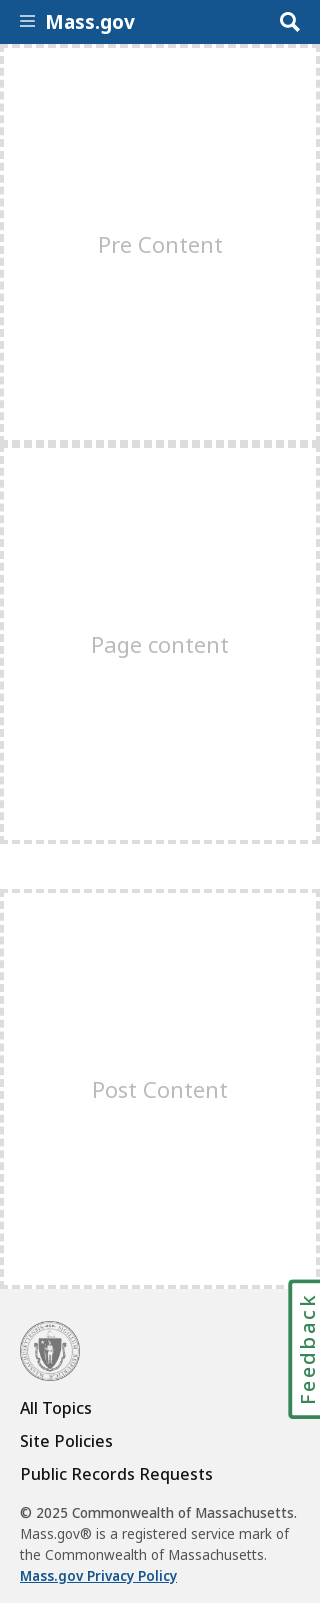 Mass.gov
Pre Content
Page content
Post Content
Feedback
All Topics
Site Policies
Public Records Requests
© 2025 Commonwealth of Massachusetts.
Mass.gov® is a registered service mark of
the Commonwealth of Massachusetts.
Mass.gov Privacy Policy